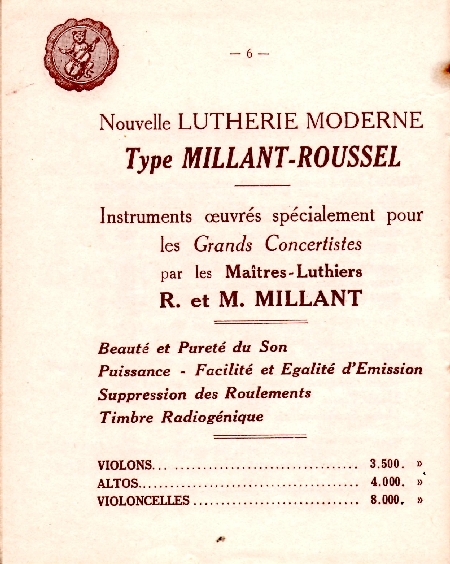 — 6 —
Nouvelle LUTHERIE MODERNE
Type MILLANT-ROUSSEL
Instruments œuvrés spécialement pour
les Grands Concertistes
par les Maîtres-Luthiers
R. et M. MILLANT
Beauté et Pureté du Son
Puissance - Facilité et Egalité d'Emission
Suppression des Roulements
Timbre Radiogénique
VIOLONS... ................................ 3.500. »
ALTOS...................................... 4.000. »
VIOLONCELLES ............................. 8.000. »